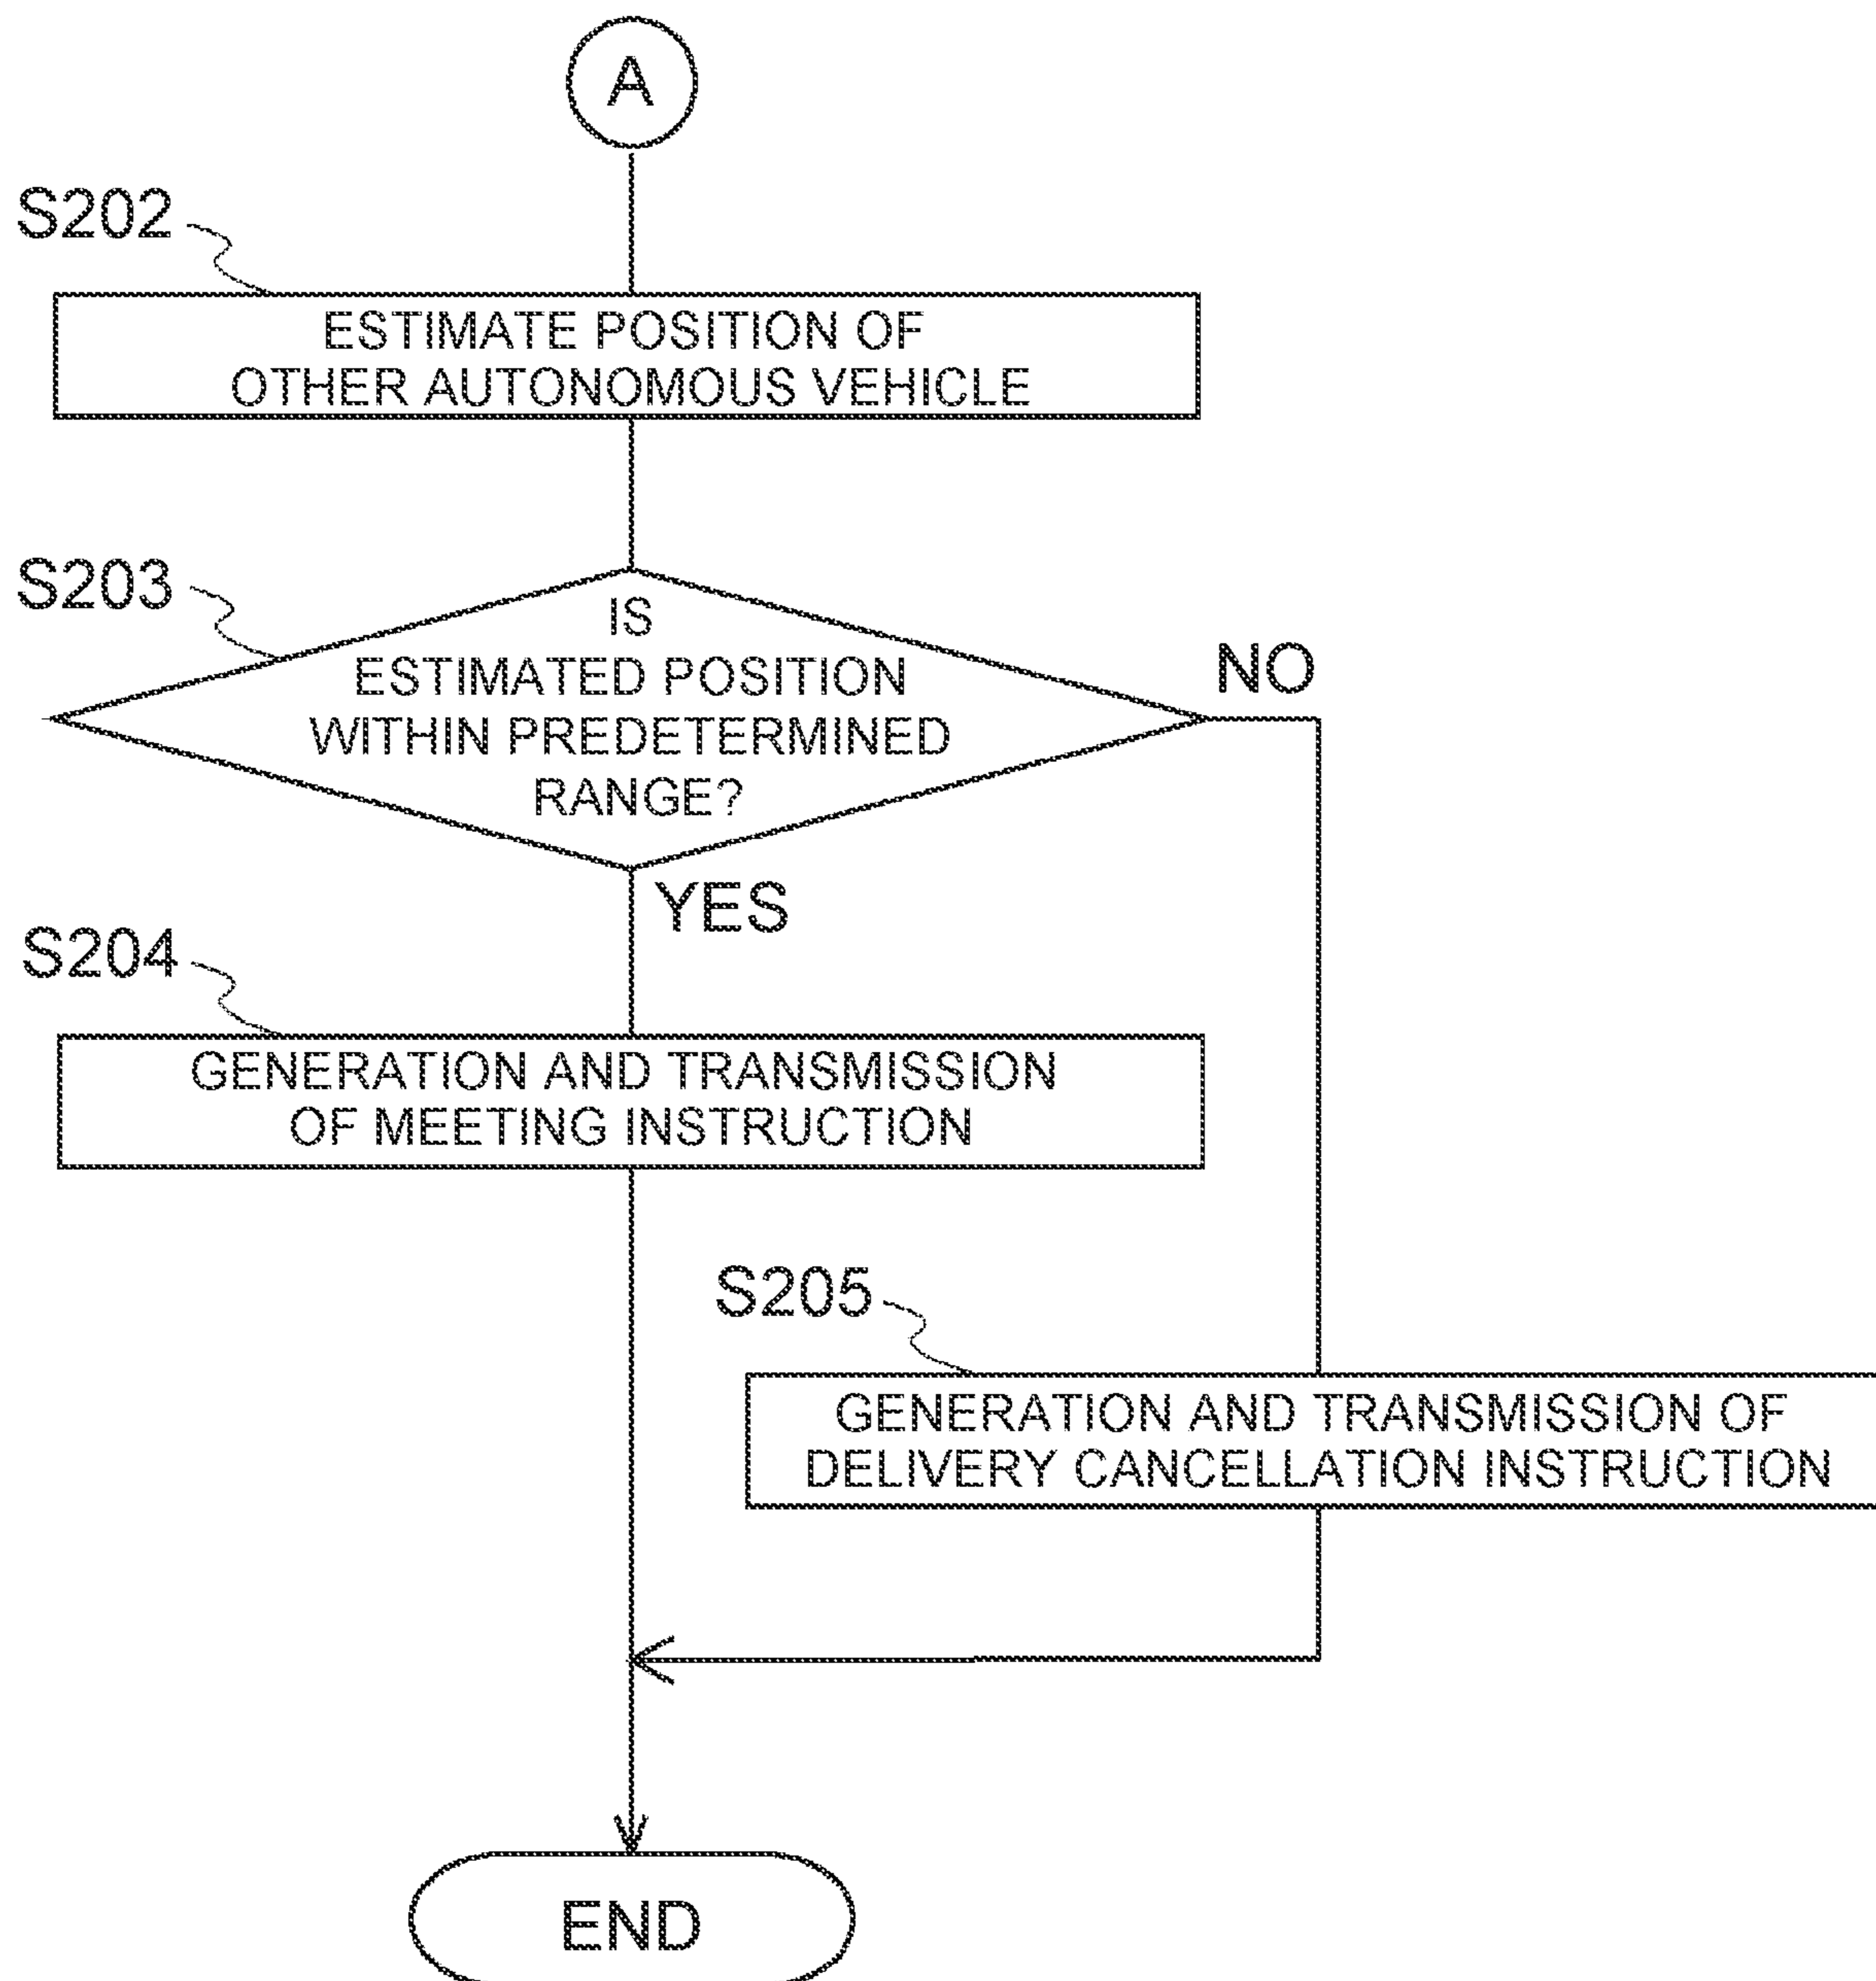 A
S202
ESTIMATE POSITION OF
OTHER AUTONOMOUS VEHICLE
S203
IS
ESTIMATED POSITION
WITHIN PREDETERMINED
RANGE?
NO
YES
S204
GENERATION AND TRANSMISSION
OF MEETING INSTRUCTION
S205
GENERATION AND TRANSMISSION OF
DELIVERY CANCELLATION INSTRUCTION
END